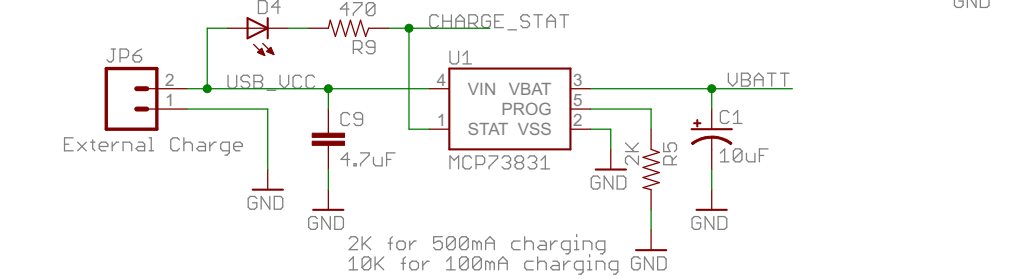 GND
D4
470
CHARGE_STAT
R9
JP6
U1
2
USB_VCC
4
VIN VBAT
3
VBATT
1
PROG
5
C9
1
STAT VSS
2
C1
+
External Charge
4.7uF
MCP73831
2K
R5
10uF
GND
GND
GND
GND
2K for 500mA charging
10K for 100mA charging
GND